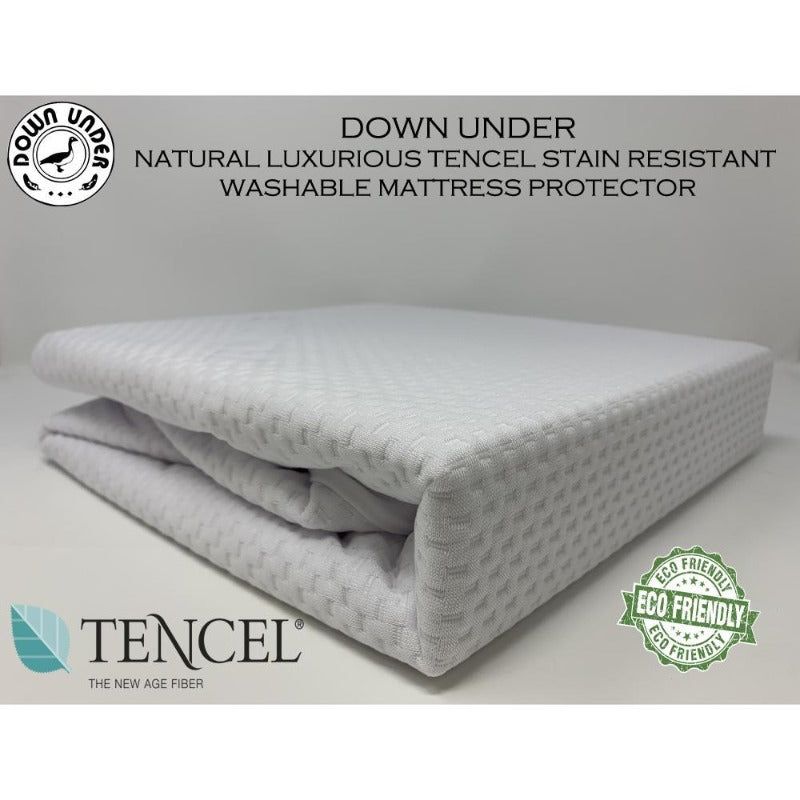 DOWN UNDER
DOWN UNDER
NATURAL LUXURIOUS TENCEL STAIN RESISTANT
WASHABLE MATTRESS PROTECTOR
ECO FRIENDLY
ECO FRIENDLY
ECO FRIENDLY
TENCEL®
THE NEW AGE FIBER